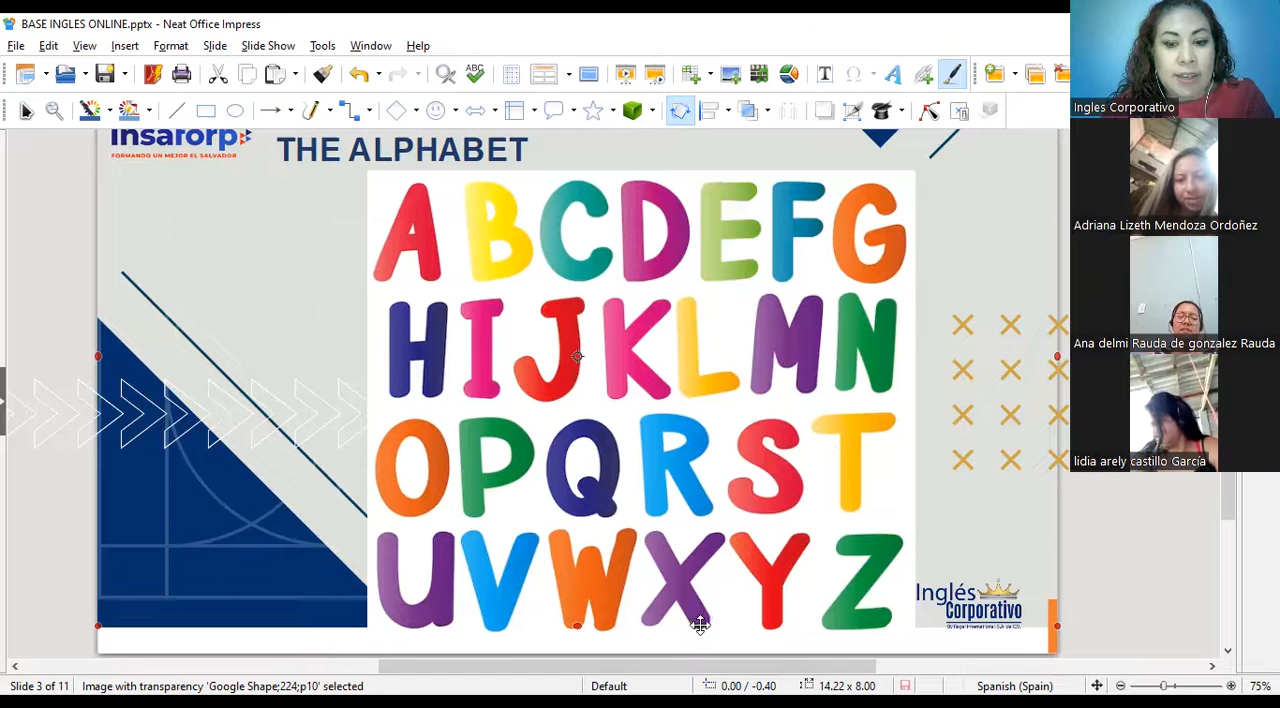 BASE INGLES ONLINE.pptx - Neat Office Impress
File Edit View Insert Format Slide Slide Show Tools Window Help
ABC
T Ω A
Ingles Corporativo
insaforp
FORMANDO UN MEJOR EL SALVADOR
THE ALPHABET
A B C D E F G
H I J K L M N
O P Q R S T
U V W X Y Z
Adriana Lizeth Mendoza Ordoñez
Ana delmi Rauda de gonzalez Rauda
lidia arely castillo García
Inglés
Corporativo
Slide 3 of 11 Image with transparency 'Google Shape;224;p10' selected Default 0.00 / -0.40 14.22 x 8.00 Spanish (Spain) 75%